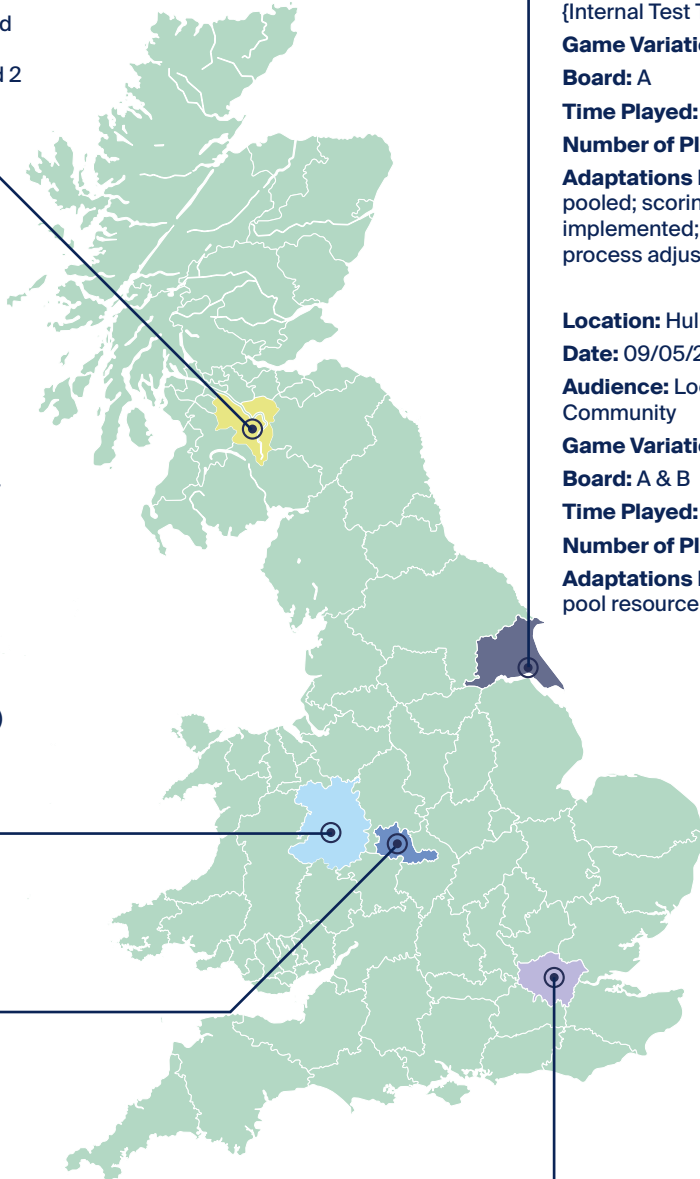 d
d 2
)
{Internal Test
Game Variati
Board: A
Time Played:
Number of Pl
Adaptations
pooled; scorin
implemented;
process adjus
Location: Hul
Date: 09/05/2
Audience: Lo
Community
Game Variati
Board: A & B
Time Played:
Number of Pl
Adaptations
pool resource